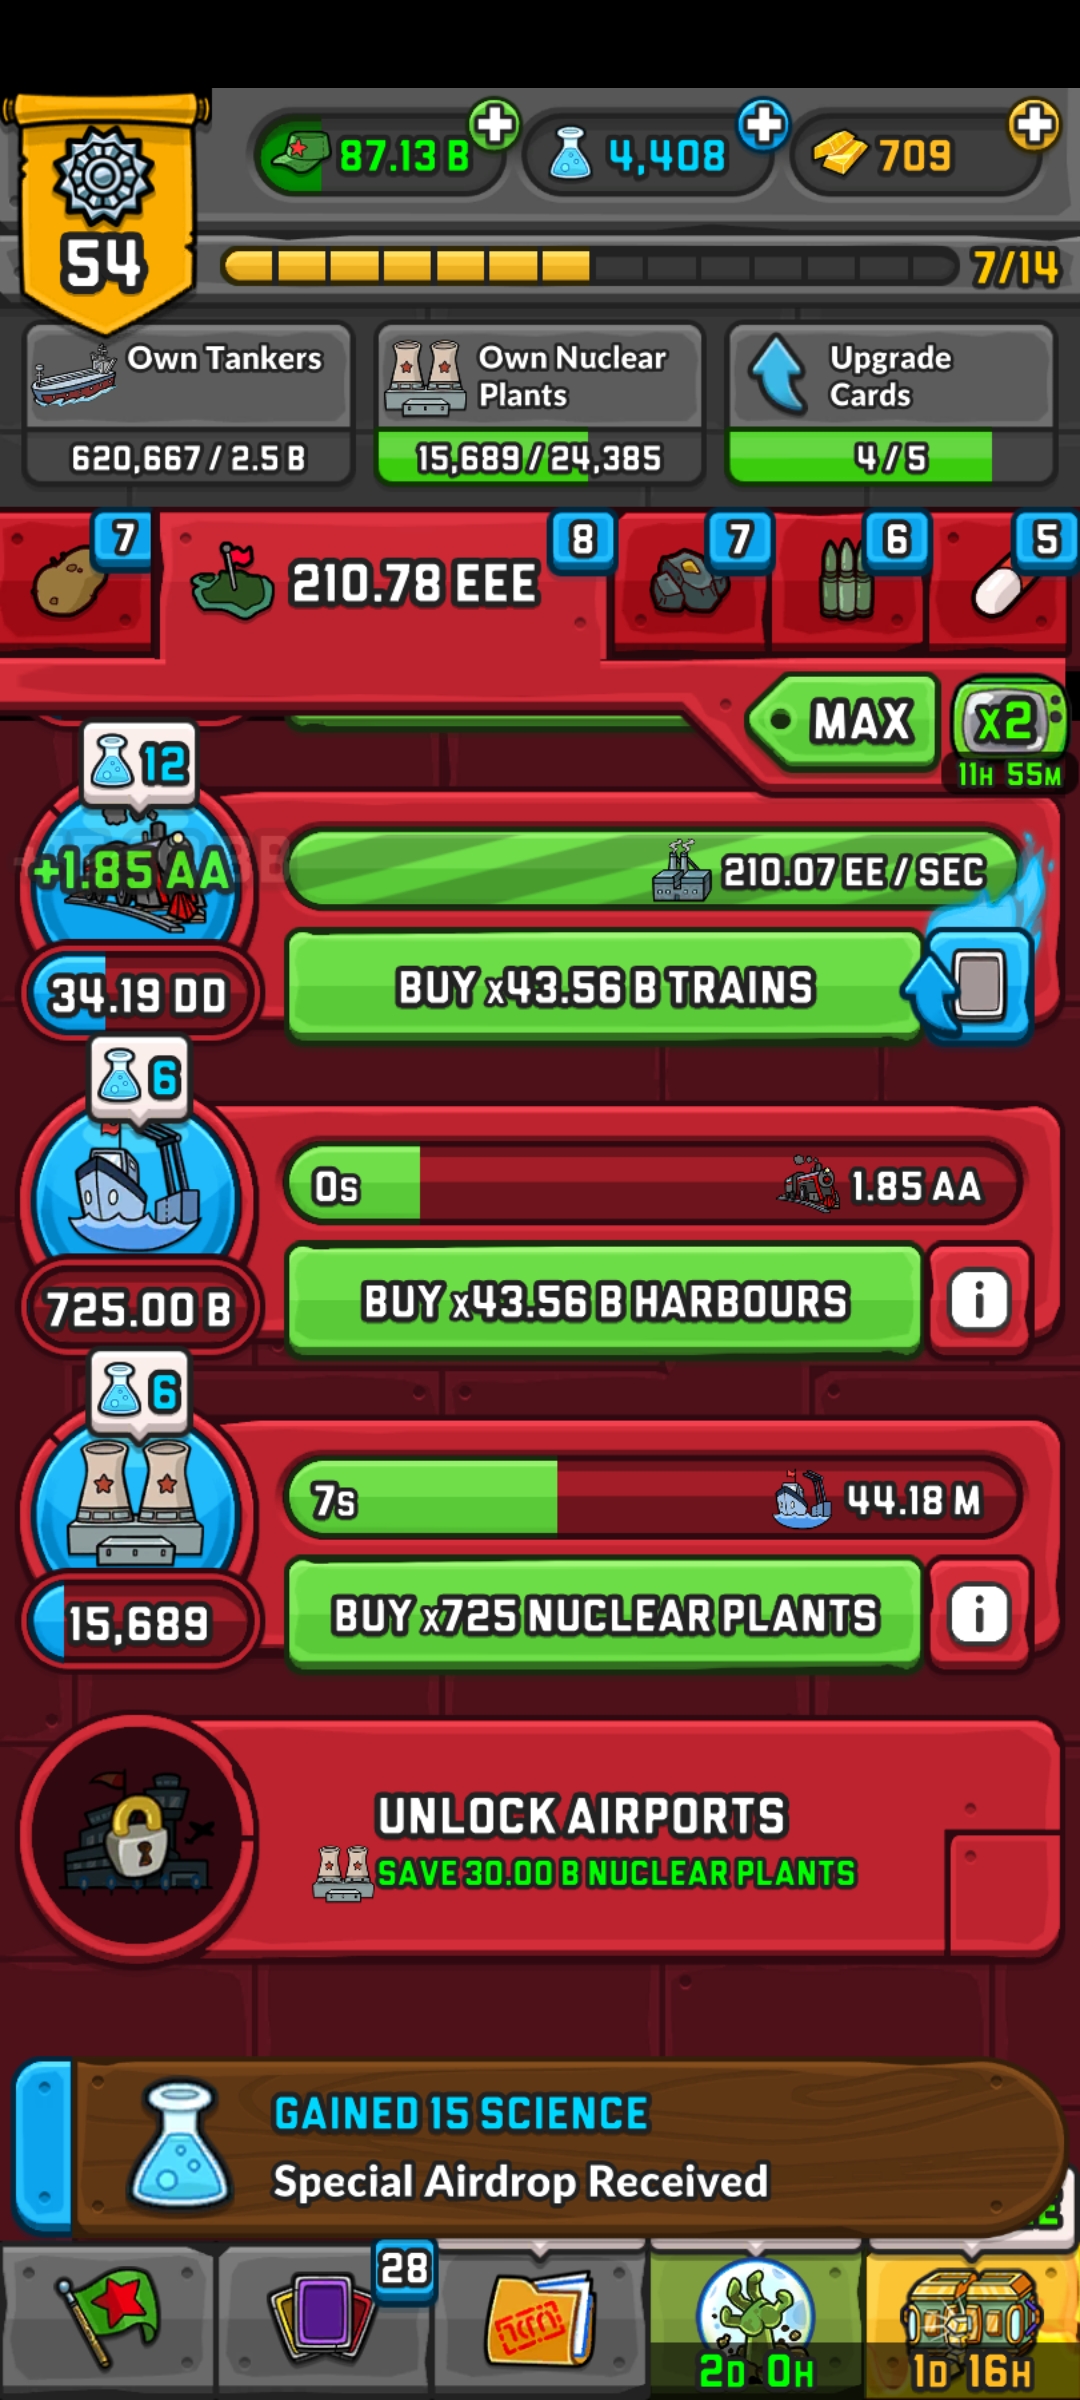 54
87.13 B
4,408
709
7/14
Own Tankers
620,667 / 2.5 B
Own Nuclear
Plants
15,689 / 24,385
Upgrade
Cards
4 / 5
7
210.78 EEE
8
7
6
5
MAX
x2
11H 55M
12
+1.85 AA
210.07 EE / SEC
34.19 DD
BUY x43.56 B TRAINS
6
0s
1.85 AA
725.00 B
BUY x43.56 B HARBOURS
i
6
7s
44.18 M
15,689
BUY x725 NUCLEAR PLANTS
i
UNLOCK AIRPORTS
SAVE 30.00 B NUCLEAR PLANTS
GAINED 15 SCIENCE
Special Airdrop Received
28
2D 0H
1D 16H